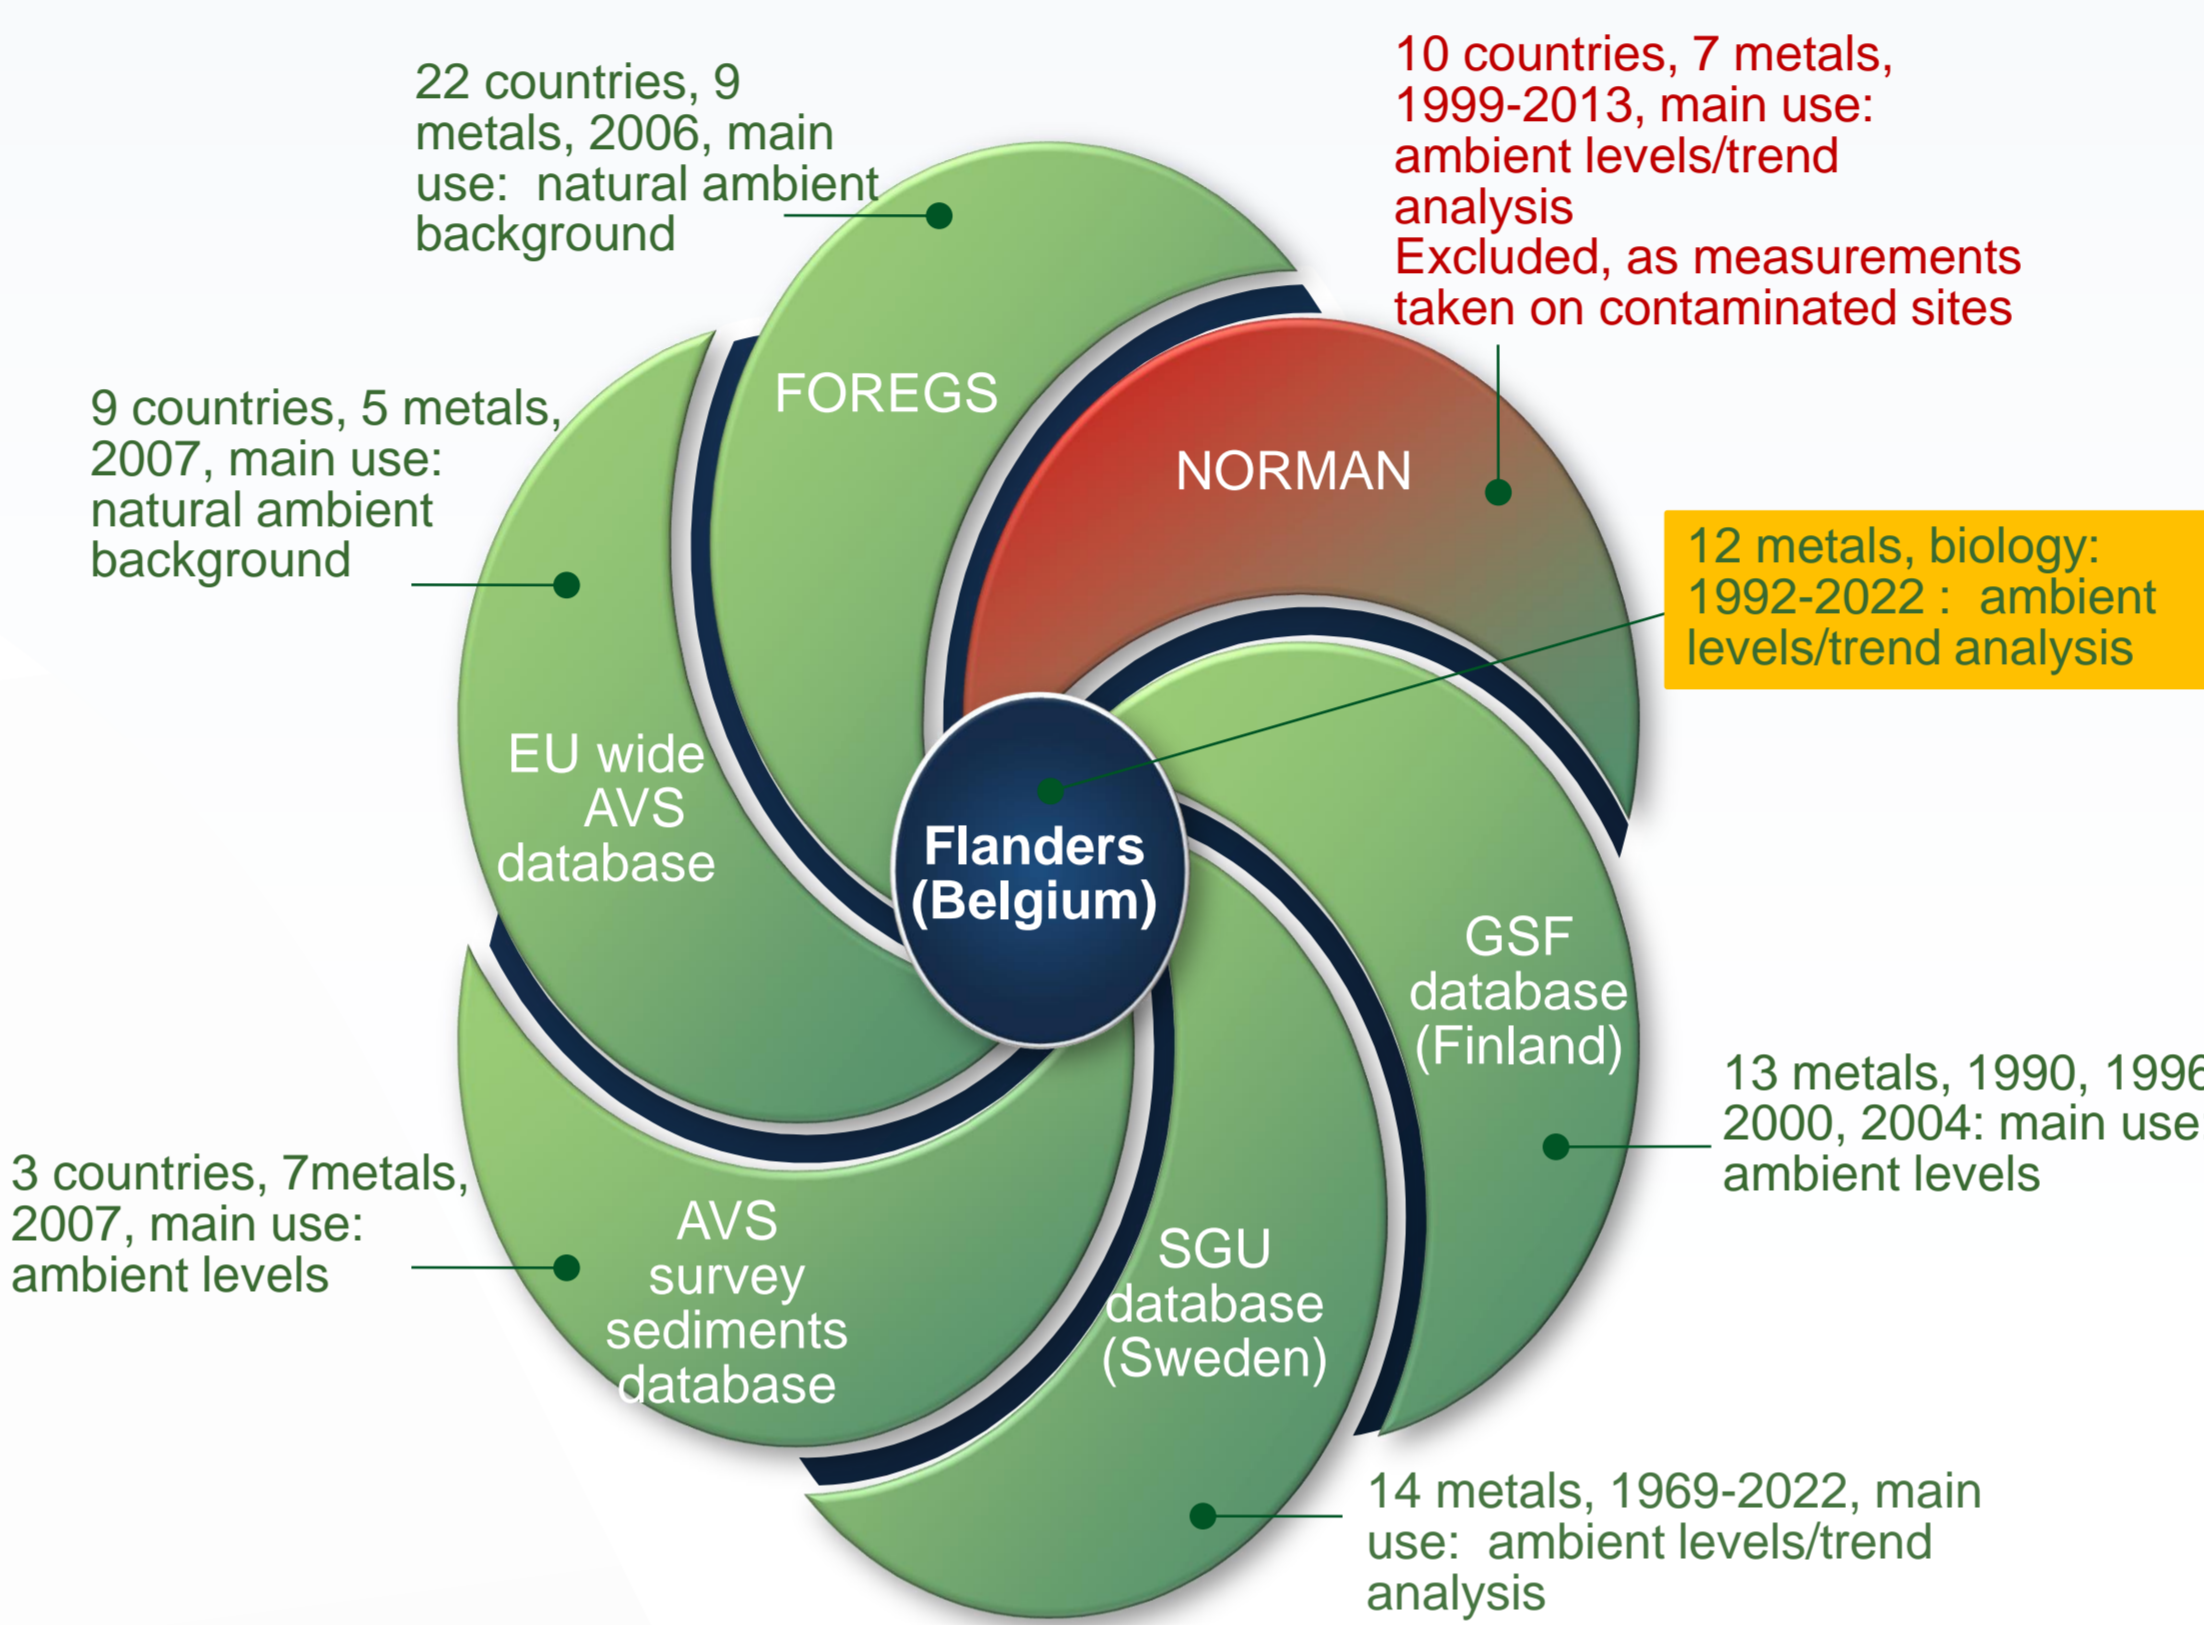 22 countries, 9
metals, 2006, main
use: natural ambient
background
10 countries, 7 metals,
1999-2013, main use:
ambient levels/trend
analysis
Excluded, as measurements
taken on contaminated sites
FOREGS
NORMAN
9 countries, 5 metals,
2007, main use:
natural ambient
background
12 metals, biology:
1992-2022 : ambient
levels/trend analysis
EU wide
AVS
database
Flanders
(Belgium)
GSF
database
(Finland)
13 metals, 1990, 1996
2000, 2004: main use
ambient levels
3 countries, 7metals,
2007, main use:
ambient levels
AVS
survey
sediments
database
SGU
database
(Sweden)
14 metals, 1969-2022, main
use: ambient levels/trend
analysis